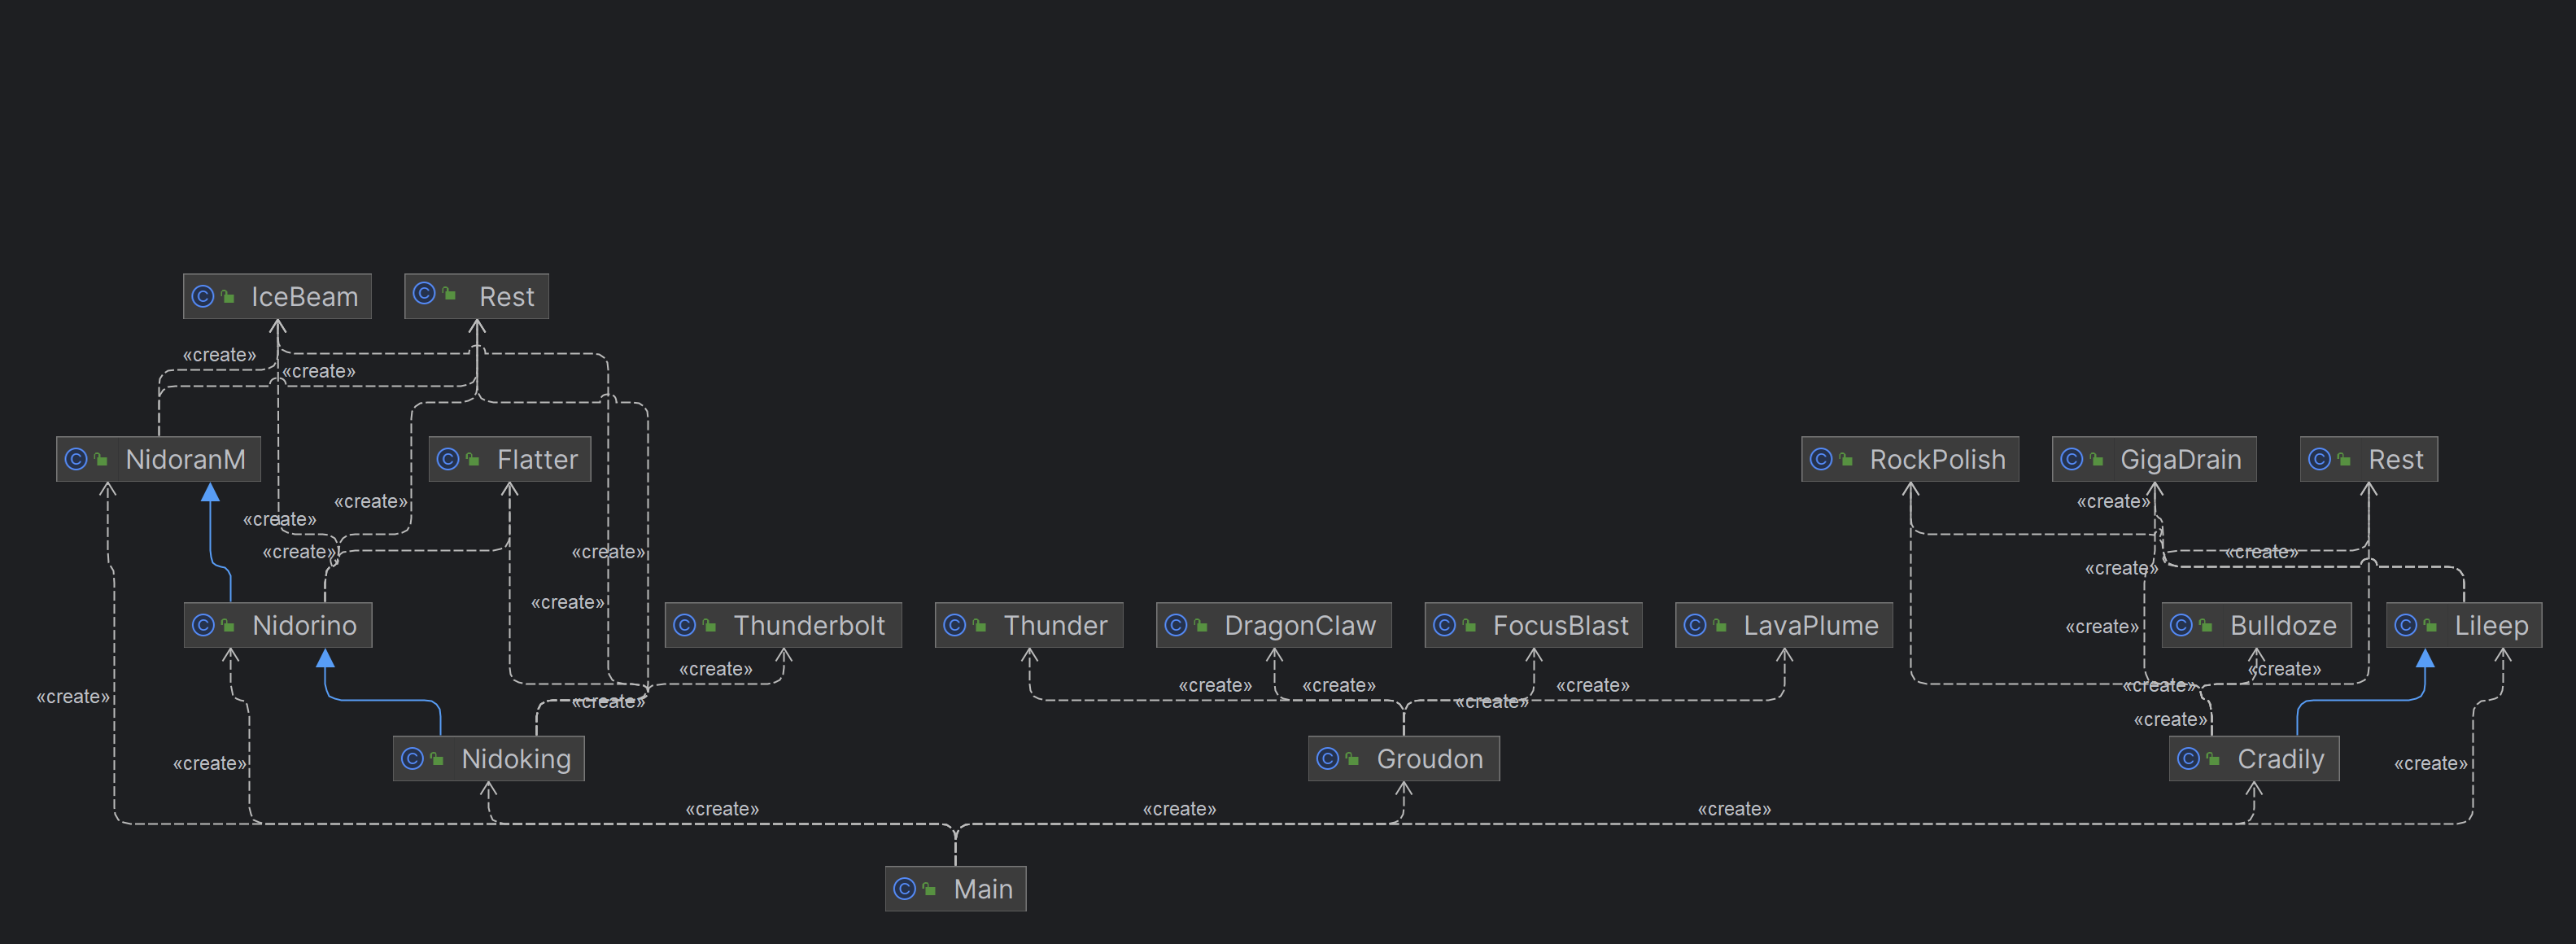 IceBeam
Rest
«create»
«create»
NidoranM
Flatter
RockPolish
GigaDrain
Rest
«create»
«create»
«create»
«create»
«create»
«create»
«create»
«create»
Nidorino
Thunderbolt
Thunder
DragonClaw
FocusBlast
LavaPlume
«create»
Bulldoze
Lileep
«create»
«create»
«create»
«create»
«create»
«create»
«create»
«create»
«create»
«create»
«create»
Nidoking
Groudon
Cradily
«create»
«create»
«create»
«create»
«create»
Main